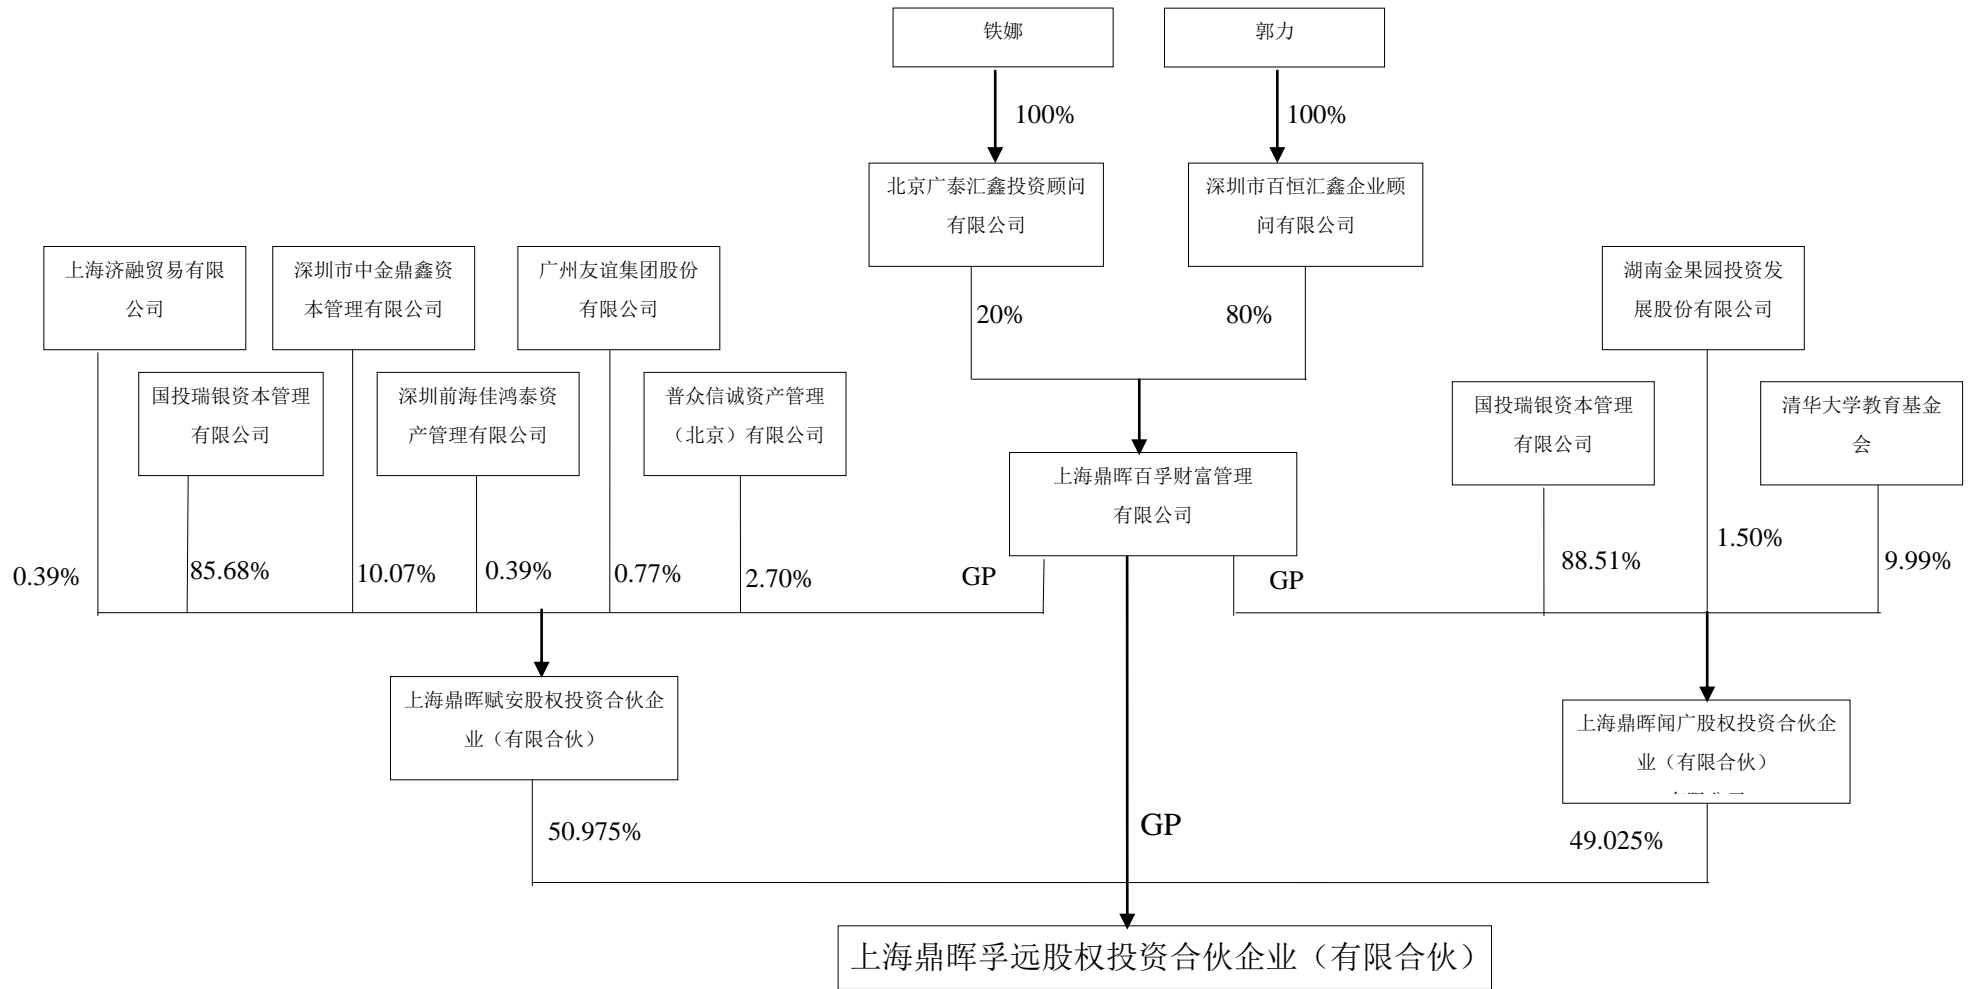 铁娜
郭力
100%
100%
北京广泰汇鑫投资顾问
有限公司
深圳市百恒汇鑫企业顾
问有限公司
上海济融贸易有限
公司
深圳市中金鼎鑫资
本管理有限公司
广州友谊集团股份
有限公司
湖南金果园投资发
展股份有限公司
20%
80%
国投瑞银资本管理
有限公司
深圳前海佳鸿泰资
产管理有限公司
普众信诚资产管理
（北京）有限公司
国投瑞银资本管理
有限公司
清华大学教育基金
会
上海鼎晖百孚财富管理
有限公司
0.39%
85.68%
10.07%
0.39%
0.77%
2.70%
GP
GP
88.51%
1.50%
9.99%
上海鼎晖赋安股权投资合伙企
业（有限合伙）
上海鼎晖闻广股权投资合伙企
业（有限合伙）
50.975%
GP
49.025%
上海鼎晖孚远股权投资合伙企业（有限合伙）